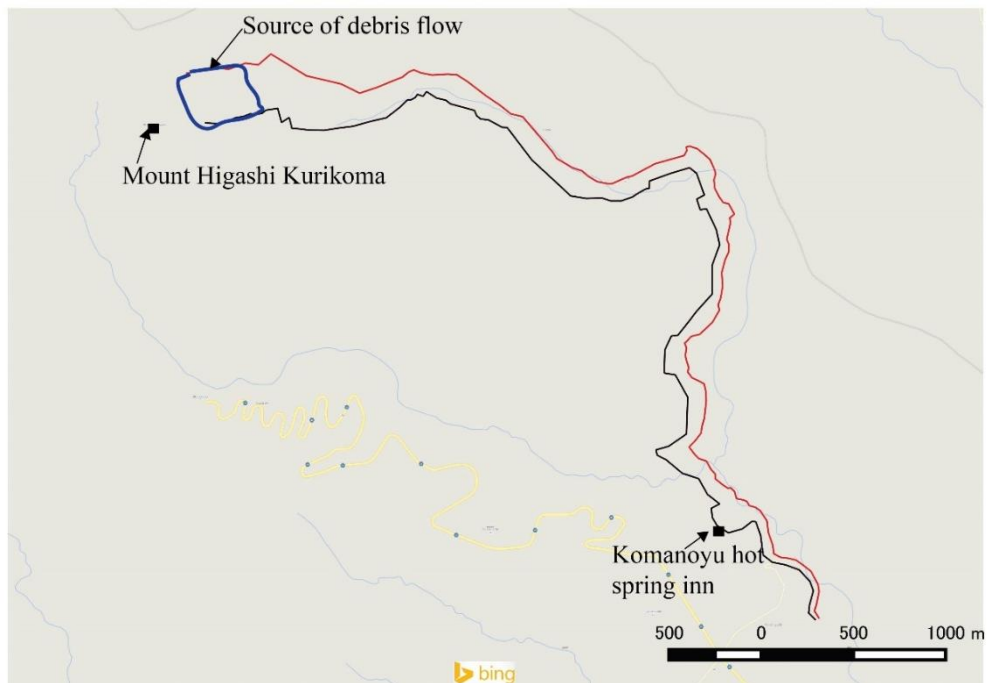 Source of debris flow
Mount Higashi Kurikoma
Komanoyu hot
spring inn
500 0 500 1000 m
bing